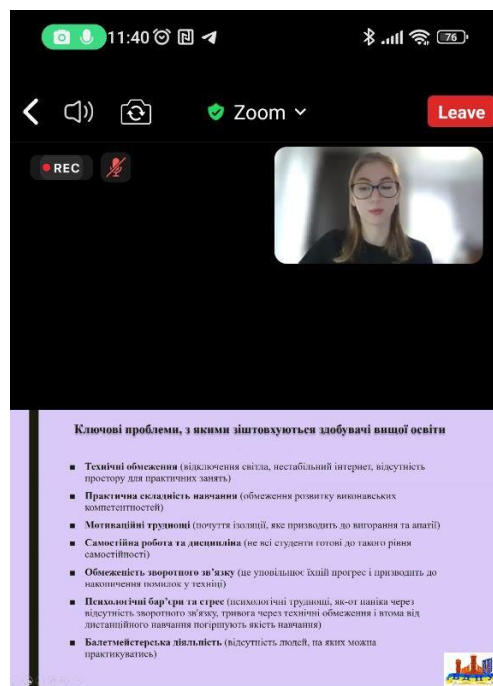 11:40
76
Zoom
Leave
REC
Ключові проблеми, з якими зіштовхуються здобувачі вищої освіти
Технічні обмеження (відключення світла, нестабільний інтернет, відсутність
простору для практичних занять)
Практична складність навчання (обмеження розвитку виконавських
компетентностей)
Мотиваційні труднощі (почуття ізоляції, яке призводить до вигорання та апатії)
Самостійна робота та дисципліна (не всі студенти готові до такого рівня
самостійності)
Обмеженість зворотного зв’язку (це уповільнює їхній прогрес і призводить до
накопичення помилок у техніці)
Психологічні бар’єри та стрес (психологічні труднощі, як-от паніка через
відсутність зворотного зв'язку, тривога через технічні обмеження і втома від
дистанційного навчання погіршують якість навчання)
Балетмейстерська діяльність (відсутність людей, на яких можна
практикуватись)